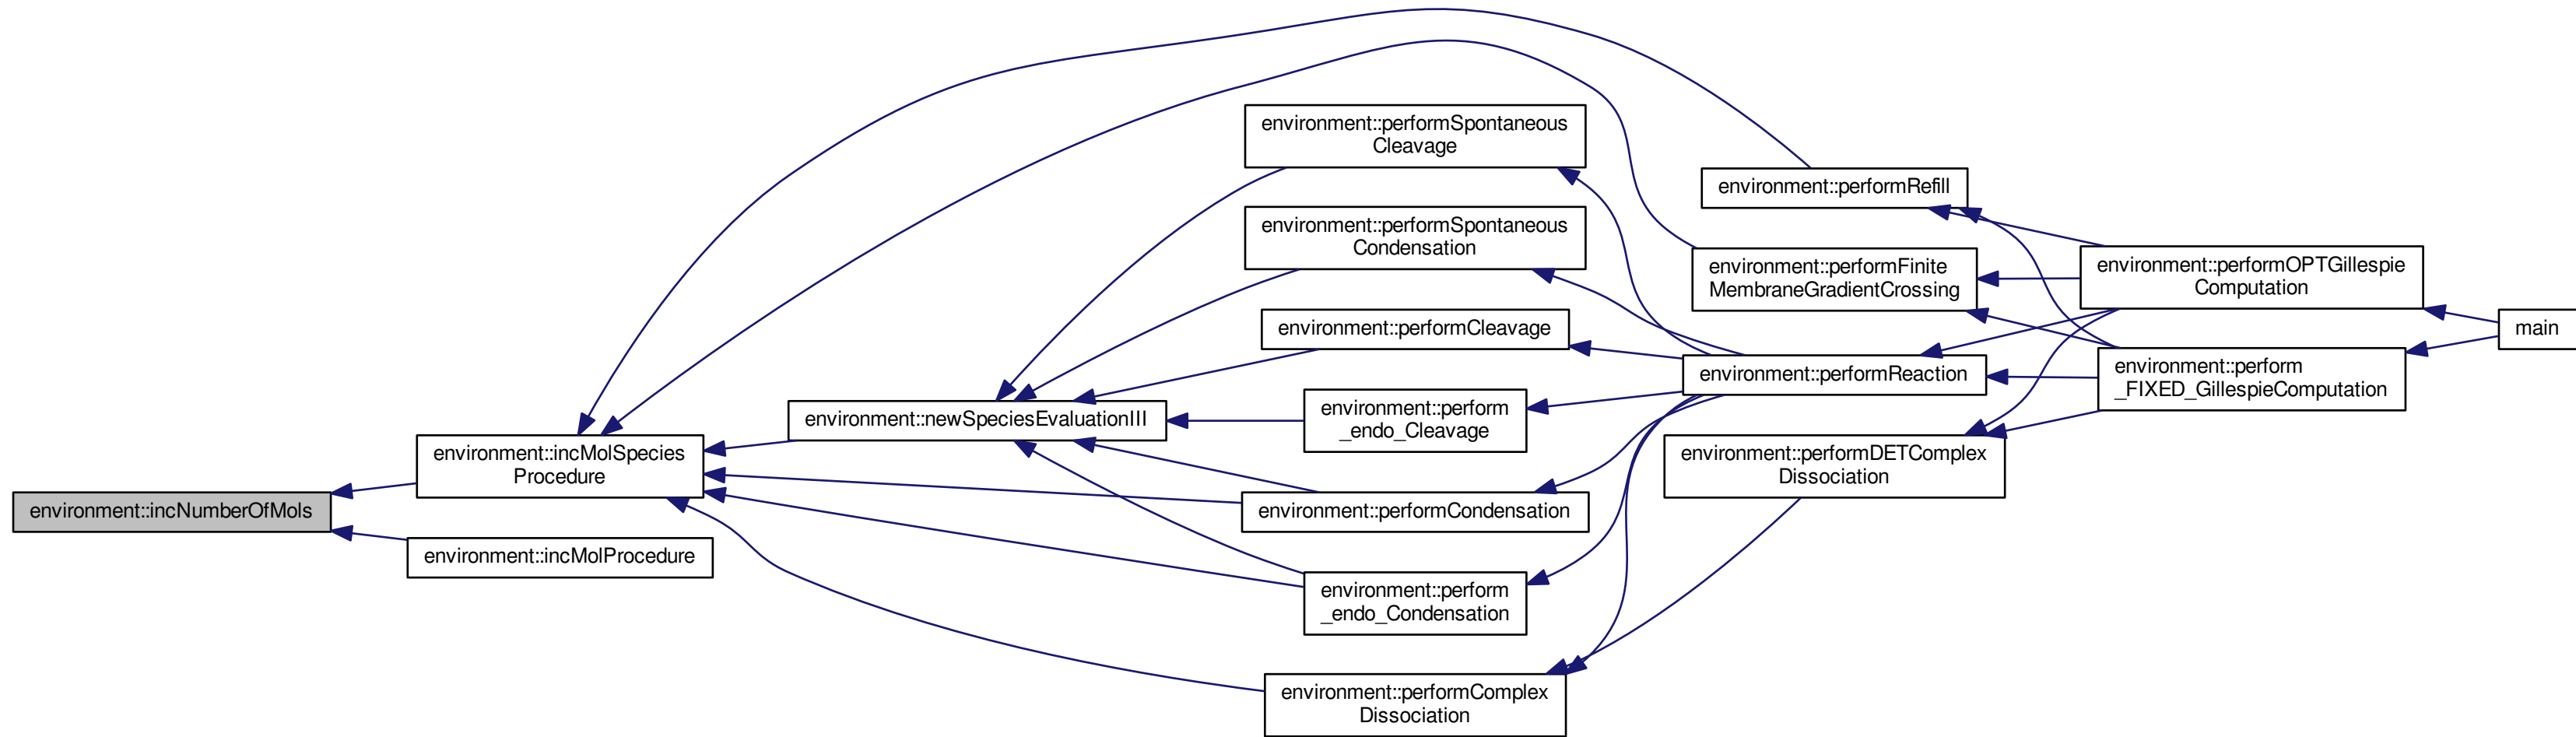 environment::incNumberOfMols
environment::incMolSpecies
Procedure
environment::incMolProcedure
environment::newSpeciesEvaluationIII
environment::performSpontaneous
Cleavage
environment::performSpontaneous
Condensation
environment::performCleavage
environment::perform
_endo_Cleavage
environment::performCondensation
environment::perform
_endo_Condensation
environment::performComplex
Dissociation
environment::performRefill
environment::performFinite
MembraneGradientCrossing
environment::performReaction
environment::performDETComplex
Dissociation
environment::performOPTGillespie
Computation
environment::perform
_FIXED_GillespieComputation
main